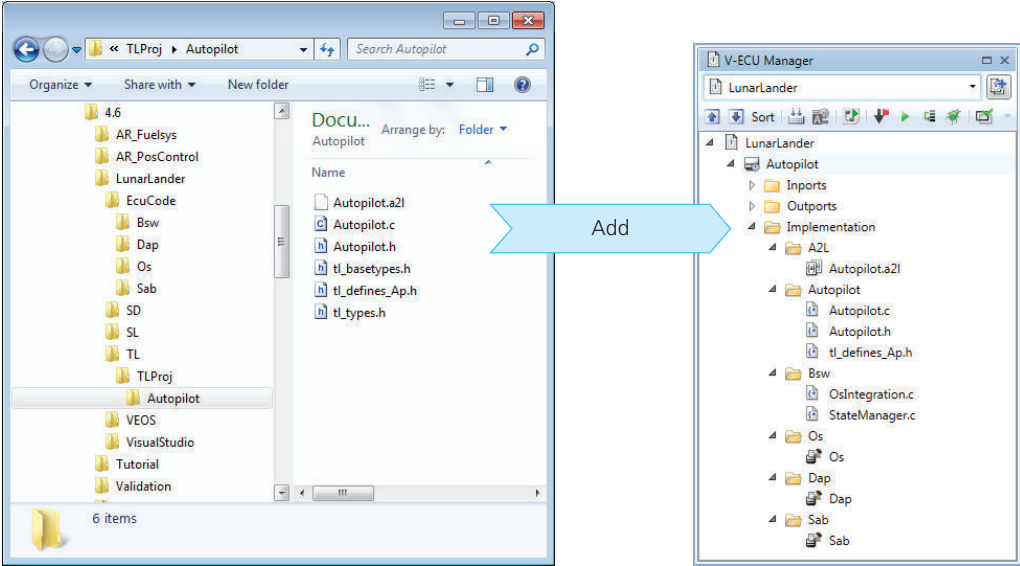 « TLProj ▸ Autopilot
Search Autopilot
Organize
Share with
New folder
4.6
AR_Fuelsys
AR_PosControl
LunarLander
EcuCode
Bsw
Dap
Os
Sab
SD
SL
TL
TLProj
Autopilot
VEOS
VisualStudio
Tutorial
Validation
Docu...
Autopilot
Arrange by: Folder
Name
Autopilot.a2l
Autopilot.c
Autopilot.h
tl_basetypes.h
tl_defines_Ap.h
tl_types.h
6 items
Add
V-ECU Manager
LunarLander
Sort
LunarLander
Autopilot
Inports
Outports
Implementation
A2L
Autopilot.a2l
Autopilot
Autopilot.c
Autopilot.h
tl_defines_Ap.h
Bsw
OsIntegration.c
StateManager.c
Os
Os
Dap
Dap
Sab
Sab